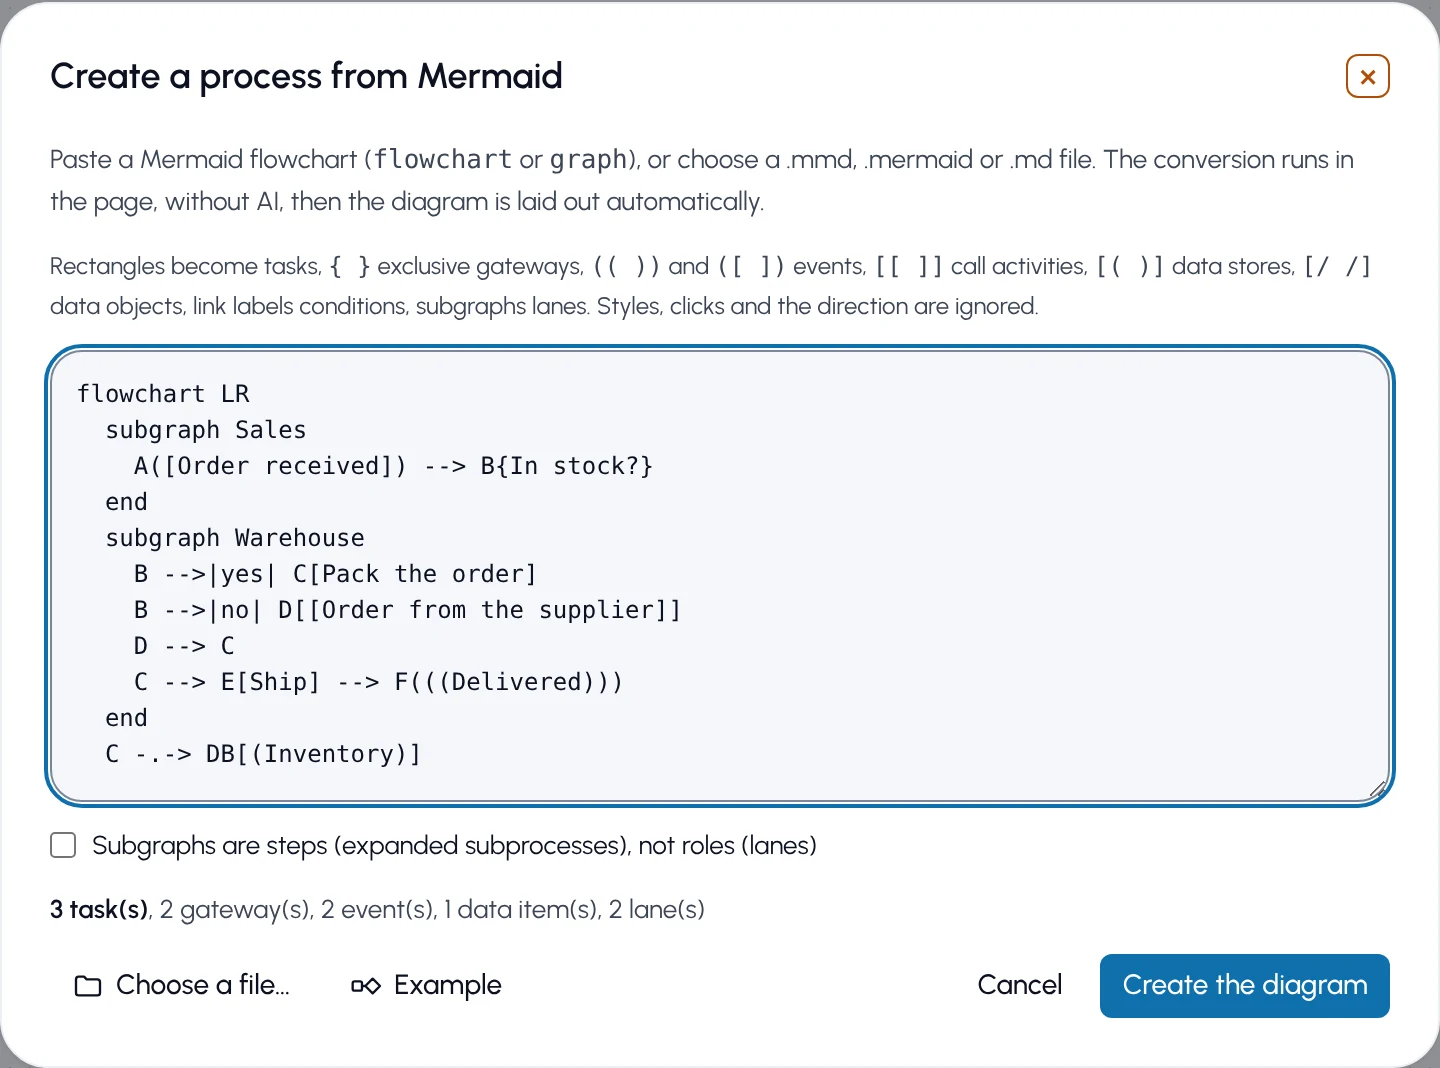 Create a process from Mermaid
Paste a Mermaid flowchart (flowchart or graph), or choose a .mmd, .mermaid or .md file. The conversion runs in
the page, without AI, then the diagram is laid out automatically.
Rectangles become tasks, { } exclusive gateways, (( )) and ([ ]) events, [[ ]] call activities, [( )] data stores, [/ /]
data objects, link labels conditions, subgraphs lanes. Styles, clicks and the direction are ignored.
flowchart LR
  subgraph Sales
    A([Order received]) --> B{In stock?}
  end
  subgraph Warehouse
    B -->|yes| C[Pack the order]
    B -->|no| D[[Order from the supplier]]
    D --> C
    C --> E[Ship] --> F(((Delivered)))
  end
  C -.-> DB[(Inventory)]
Subgraphs are steps (expanded subprocesses), not roles (lanes)
3 task(s), 2 gateway(s), 2 event(s), 1 data item(s), 2 lane(s)
Choose a file... Example Cancel Create the diagram